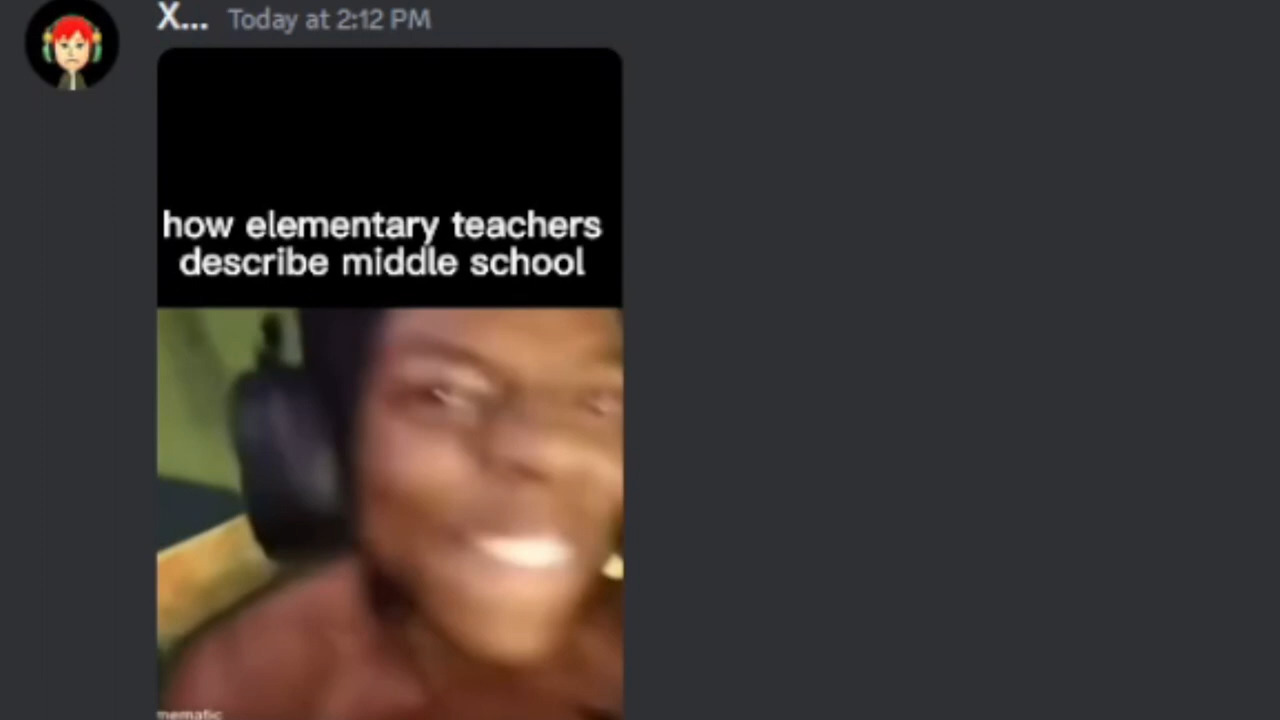 X... Today at 2:12 PM
how elementary teachers
describe middle school
mematic